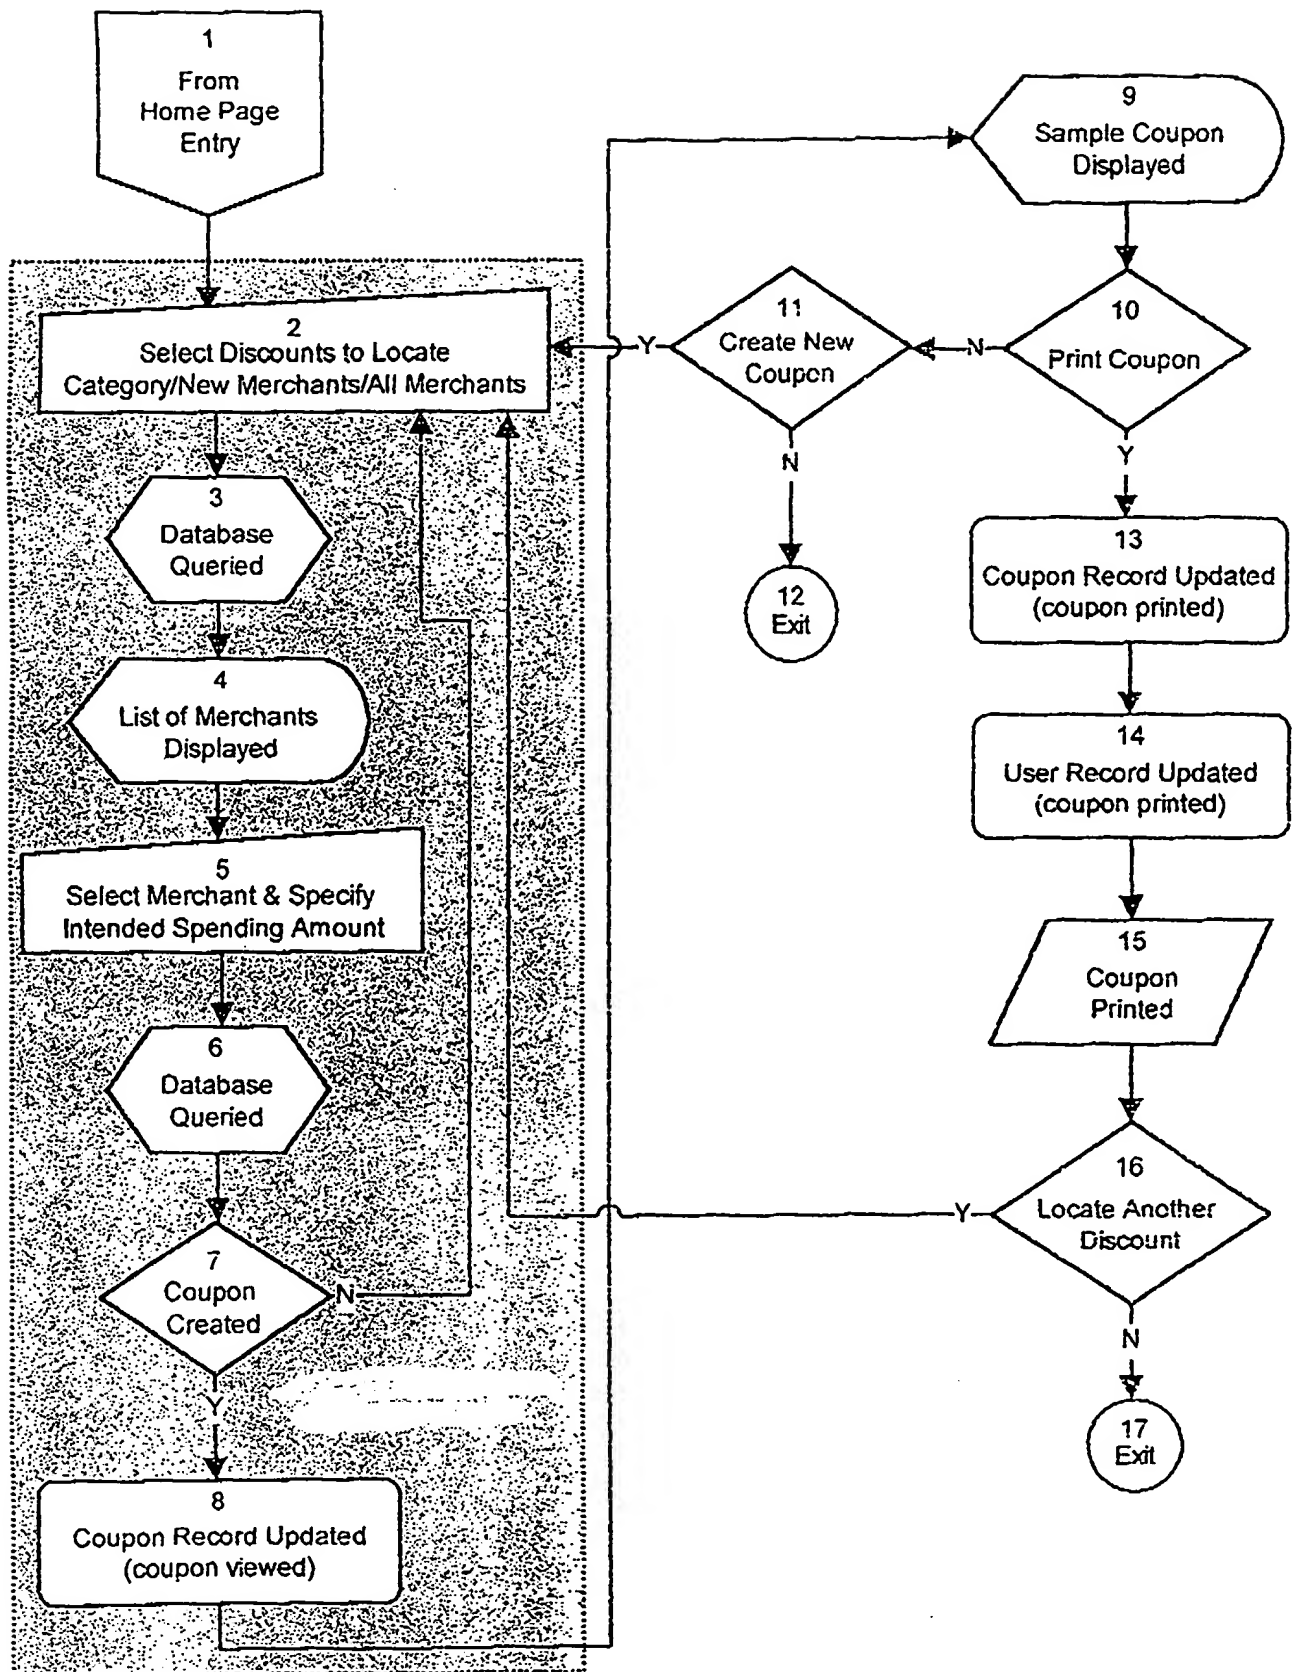 1
From
Home Page
Entry
2
Select Discounts to Locate
Category/New Merchants/All Merchants
3
Database
Queried
4
List of Merchants
Displayed
5
Select Merchant & Specify
Intended Spending Amount
6
Database
Queried
7
Coupon
Created
N
Y
8
Coupon Record Updated
(coupon viewed)
9
Sample Coupon
Displayed
10
Print Coupon
N
Y
11
Create New
Coupon
Y
N
12
Exit
13
Coupon Record Updated
(coupon printed)
14
User Record Updated
(coupon printed)
15
Coupon
Printed
16
Locate Another
Discount
Y
N
17
Exit